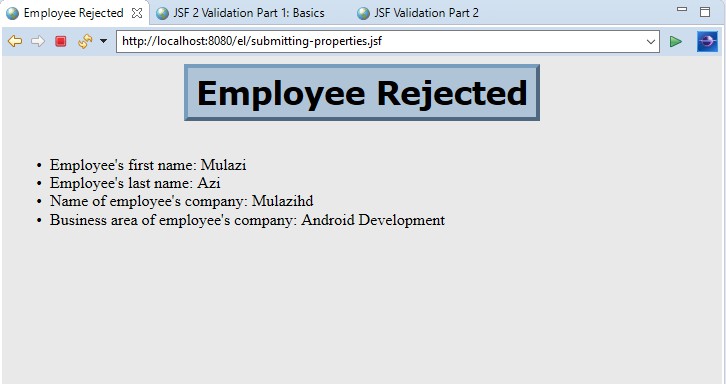 Employee Rejected
JSF 2 Validation Part 1: Basics
JSF Validation Part 2
http://localhost:8080/el/submitting-properties.jsf
Employee Rejected
• Employee's first name: Mulazi
• Employee's last name: Azi
• Name of employee's company: Mulazihd
• Business area of employee's company: Android Development